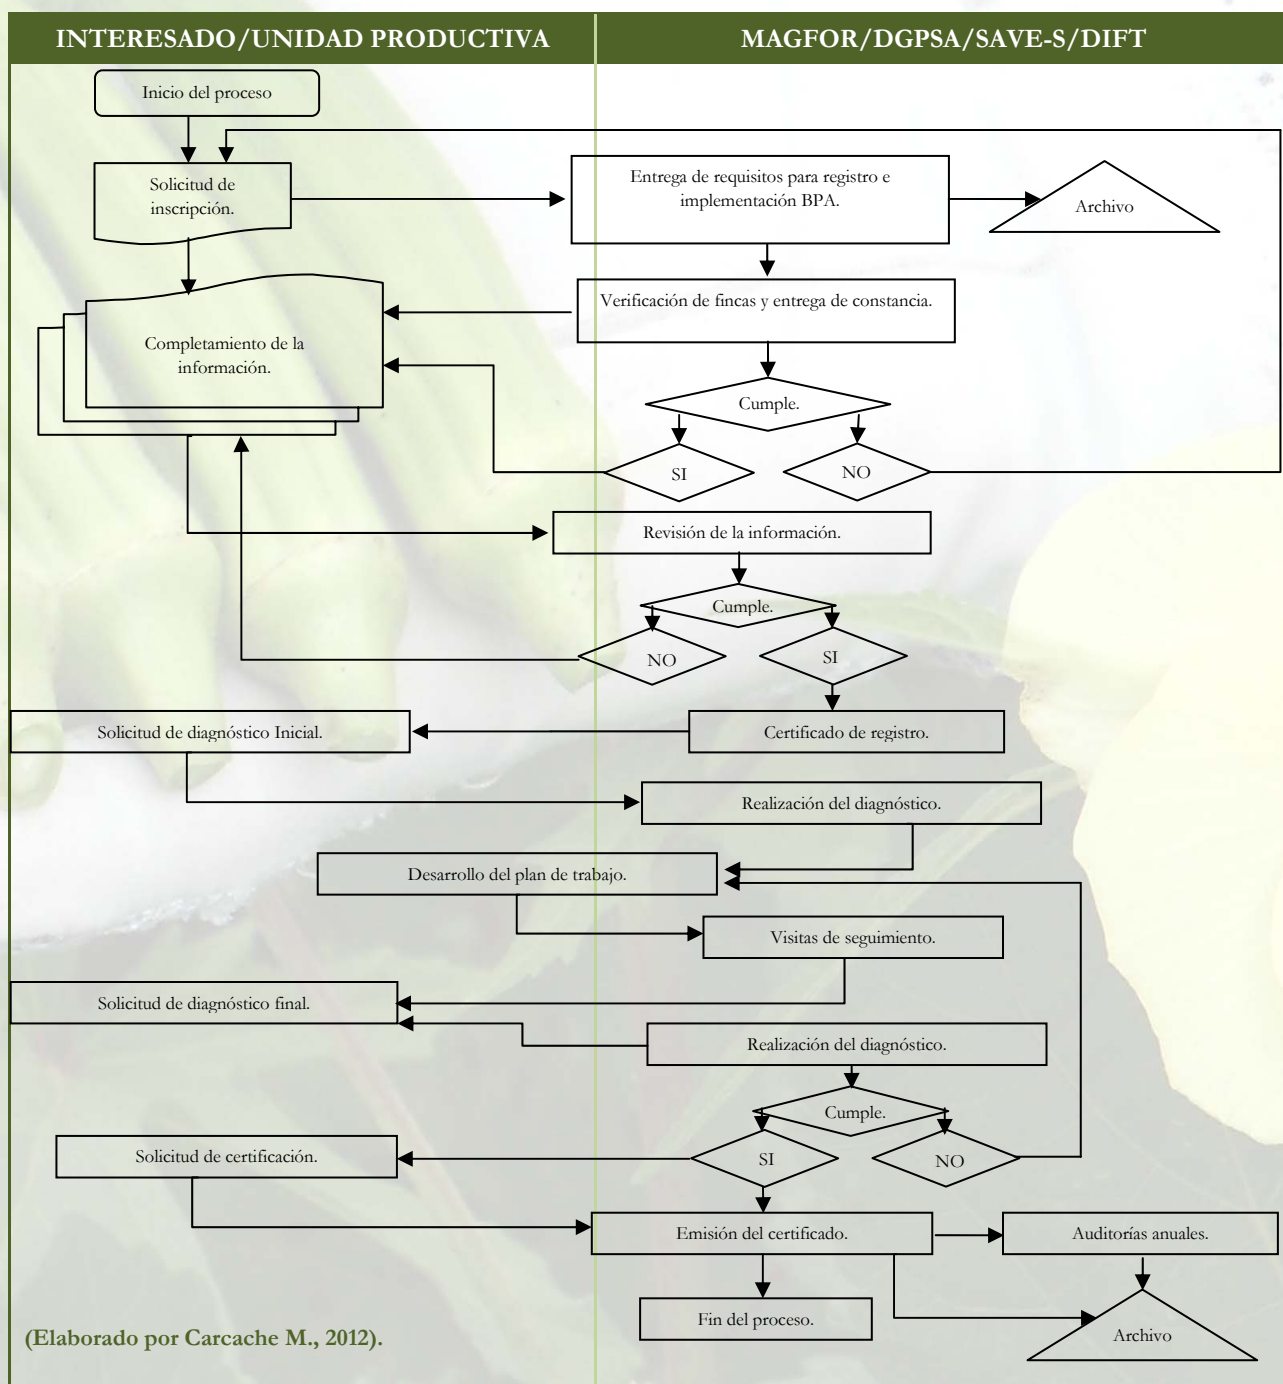 INTERESADO/UNIDAD PRODUCTIVA
MAGFOR/DGPSA/SAVE-S/DIFT
Inicio del proceso
Solicitud de
inscripción.
Entrega de requisitos para registro e
implementación BPA.
Archivo
Verificación de fincas y entrega de constancia.
Completamiento de la
información.
Cumple.
SI
NO
Revisión de la información.
Cumple.
NO
SI
Solicitud de diagnóstico Inicial.
Certificado de registro.
Realización del diagnóstico.
Desarrollo del plan de trabajo.
Visitas de seguimiento.
Solicitud de diagnóstico final.
Realización del diagnóstico.
Cumple.
Solicitud de certificación.
SI
NO
Emisión del certificado.
Auditorías anuales.
Fin del proceso.
Archivo
(Elaborado por Carcache M., 2012).